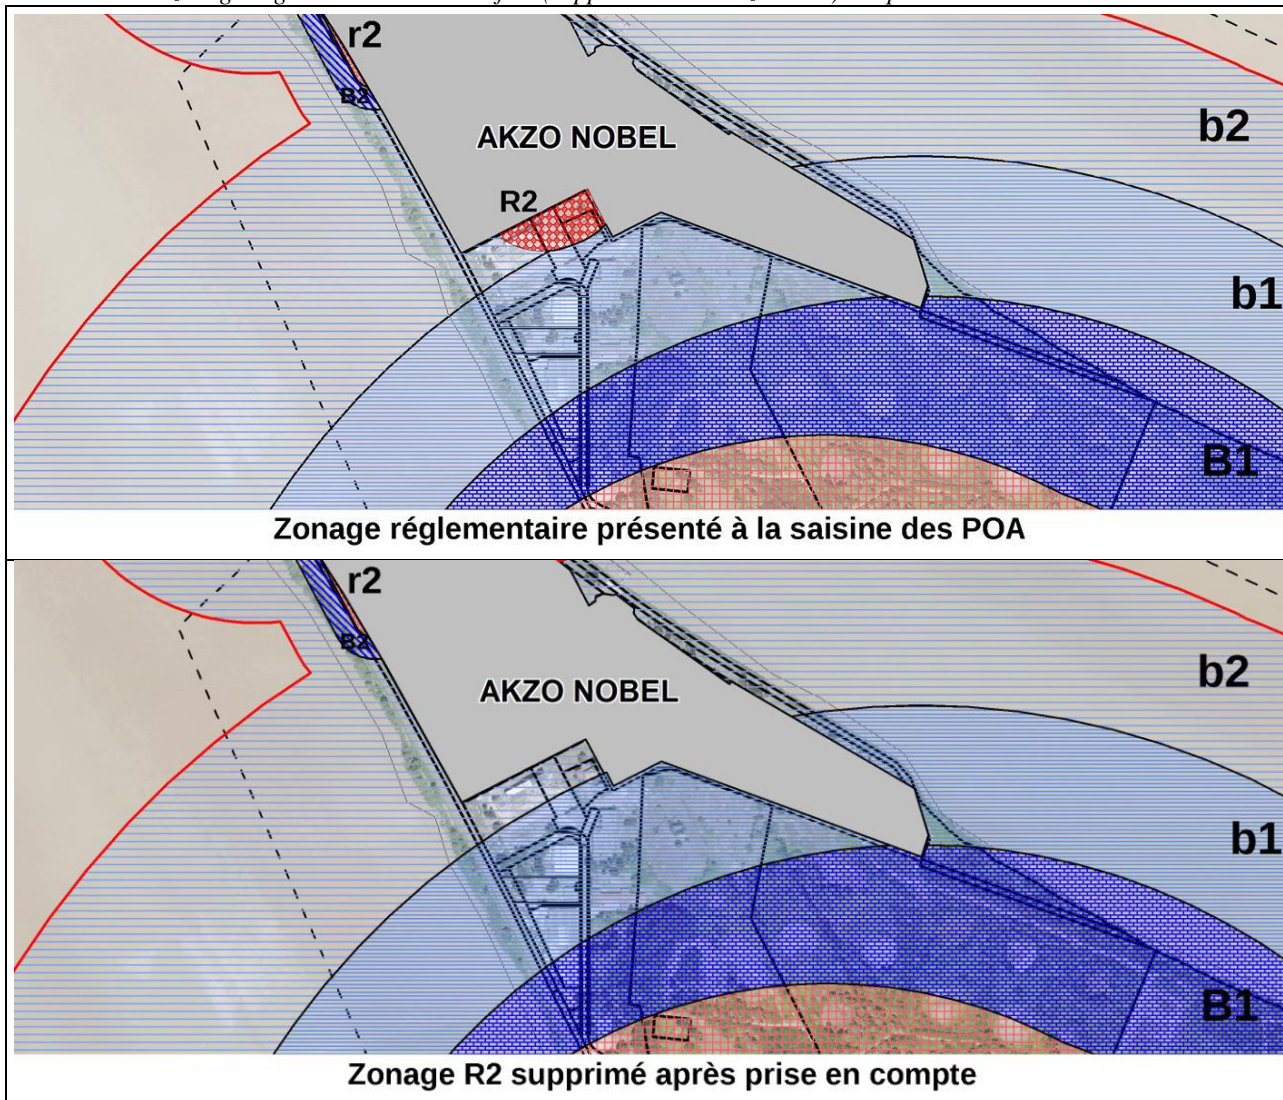 r2
B2
b2
AKZO NOBEL
R2
b1
B1
Zonage réglementaire présenté à la saisine des POA
r2
B2
b2
AKZO NOBEL
b1
B1
Zonage R2 supprimé après prise en compte